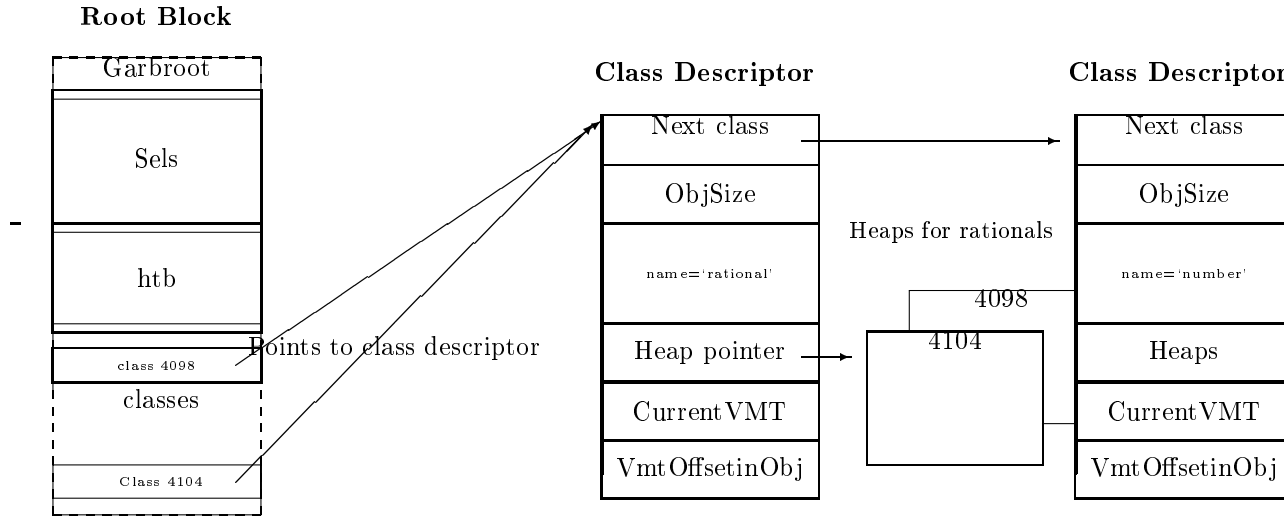 Root Block
Garbroot
Sels
htb
class 4098
classes
Class 4104
Points to class descriptor
Class Descriptor
Next class
ObjSize
name=‘rational’
Heap pointer
CurrentVMT
VmtOffsetinObj
Heaps for rationals
4098
4104
Class Descriptor
Next class
ObjSize
name=‘number’
Heaps
CurrentVMT
VmtOffsetinObj